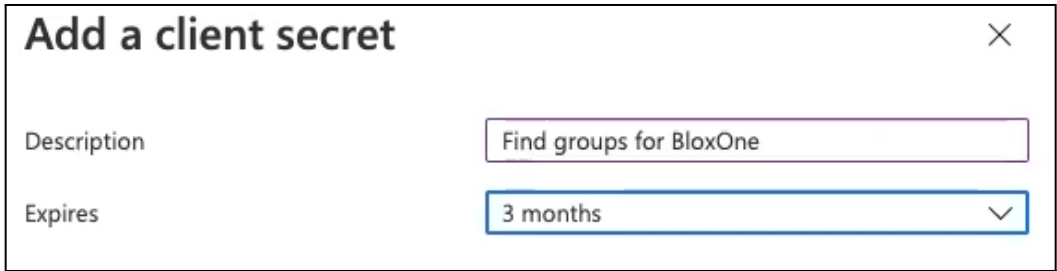 Add a client secret
Description
Find groups for BloxOne
Expires
3 months